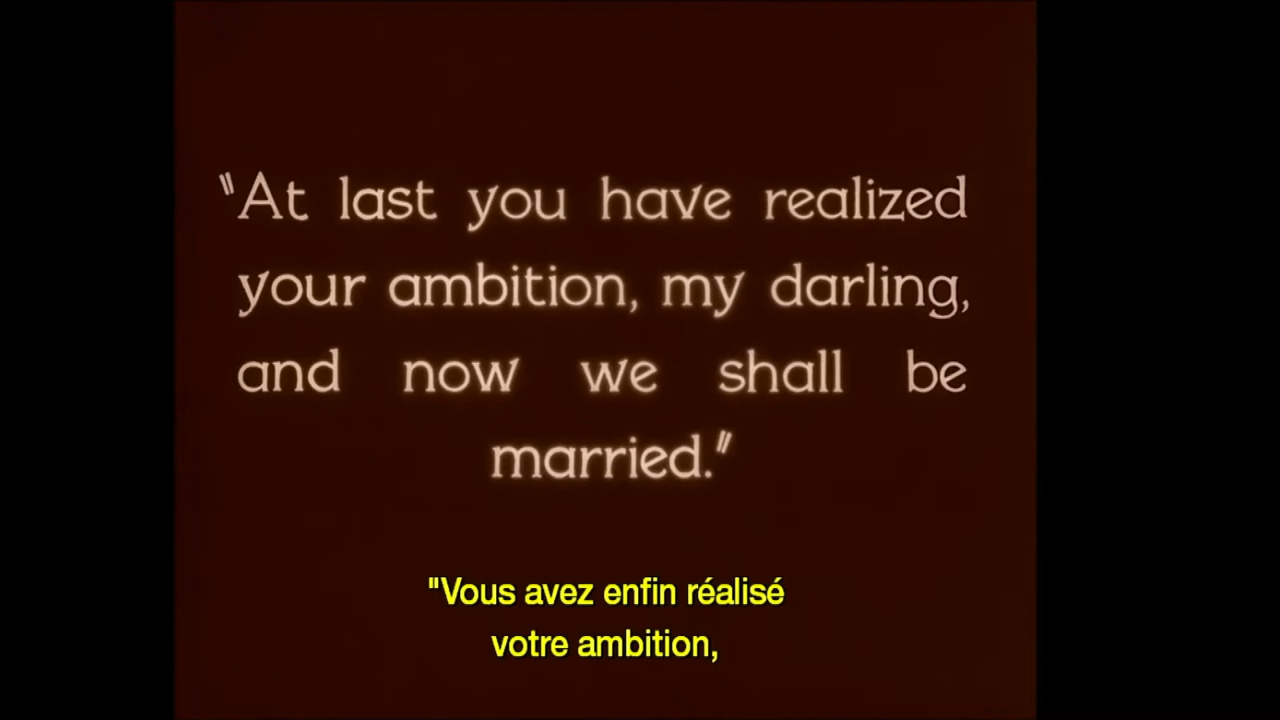 "At last you have realized
your ambition, my darling,
and now we shall be
married."
"Vous avez enfin réalisé
votre ambition,